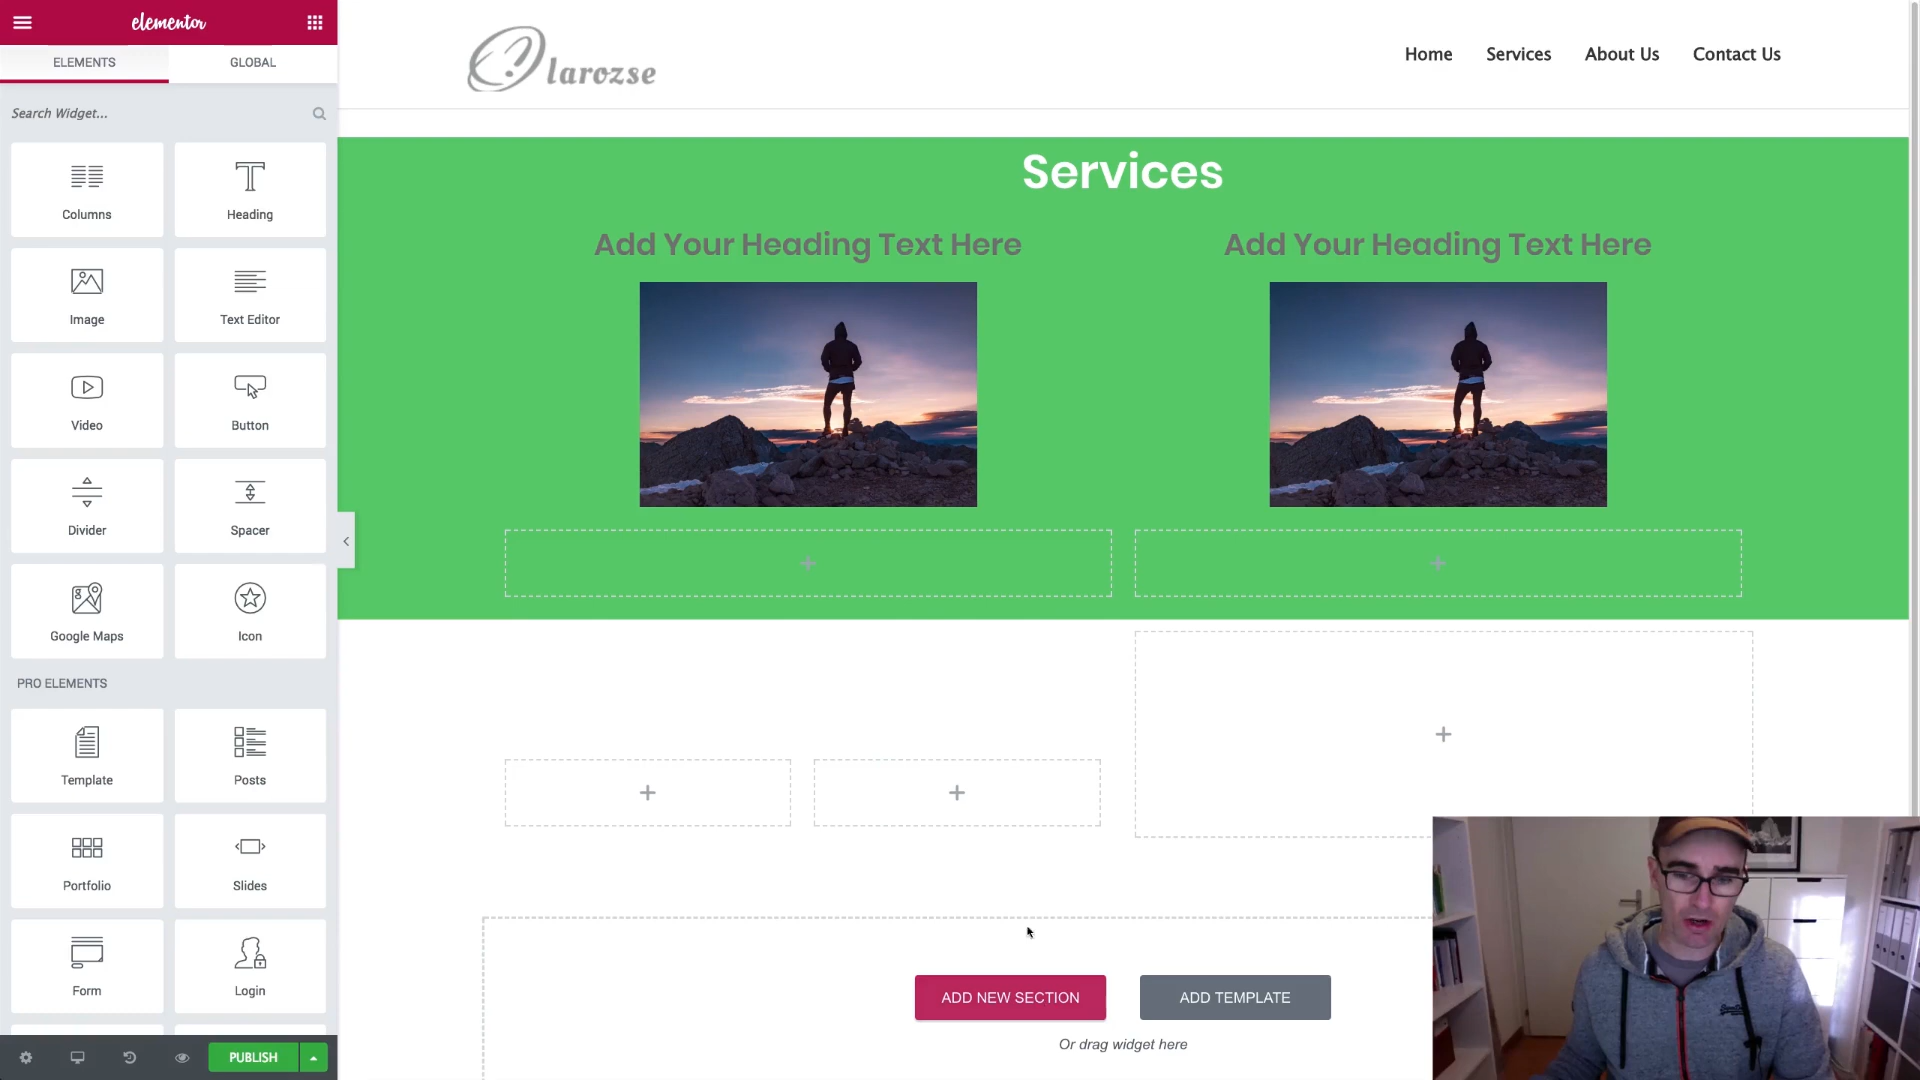 elementor
ELEMENTS
GLOBAL
Search Widget...
Columns
Heading
Image
Text Editor
Video
Button
Divider
Spacer
Google Maps
Icon
PRO ELEMENTS
Template
Posts
Portfolio
Slides
Form
Login
PUBLISH
larozse
Home
Services
About Us
Contact Us
Services
Add Your Heading Text Here
Add Your Heading Text Here
ADD NEW SECTION
ADD TEMPLATE
Or drag widget here